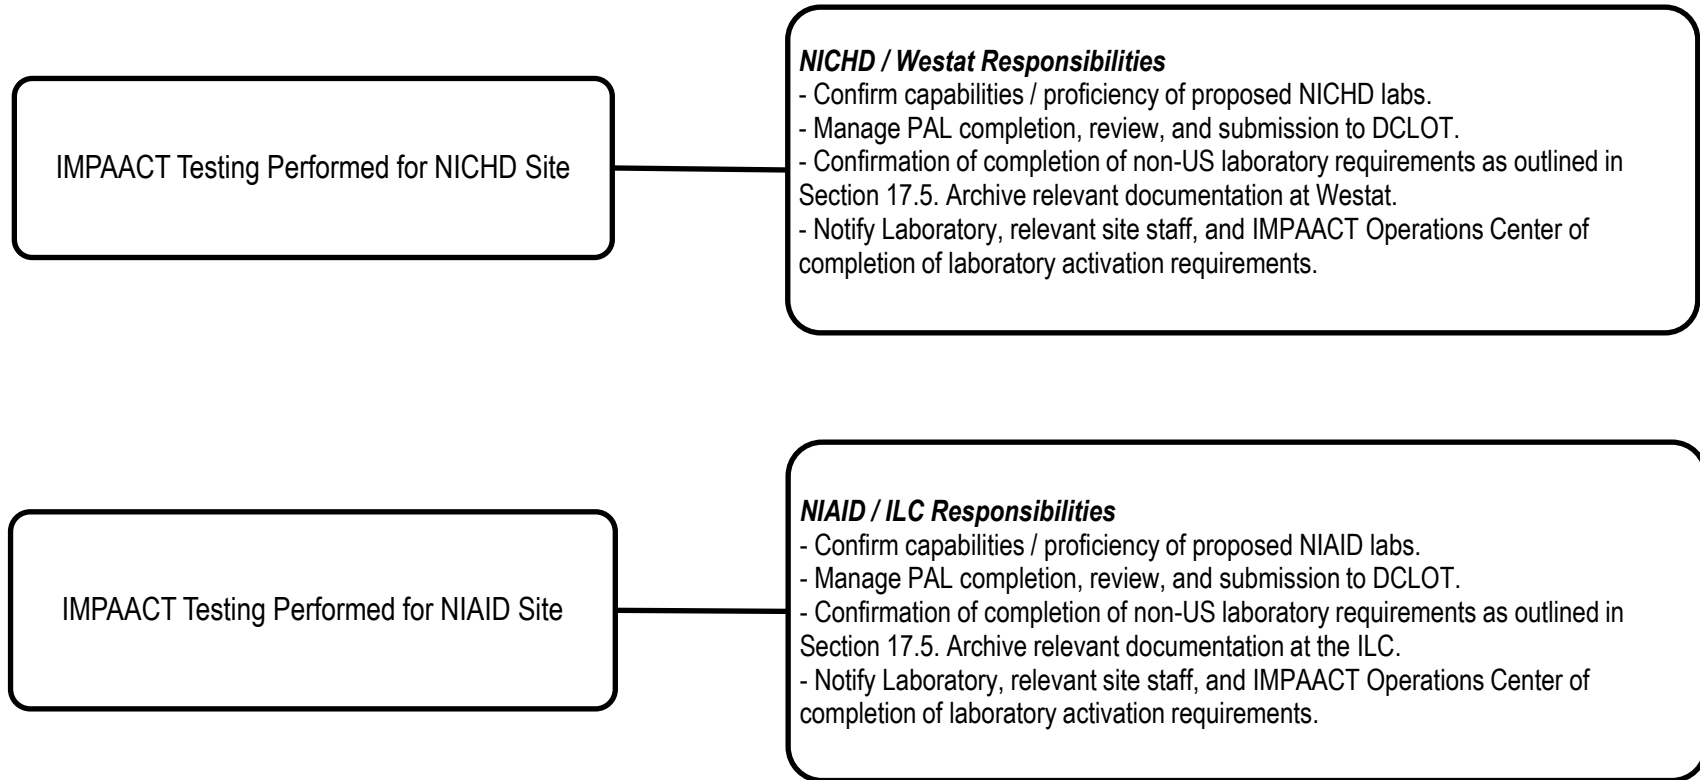 IMPAACT Testing Performed for NICHD Site
NICHD / Westat Responsibilities
- Confirm capabilities / proficiency of proposed NICHD labs.
- Manage PAL completion, review, and submission to DCLOT.
- Confirmation of completion of non-US laboratory requirements as outlined in
Section 17.5. Archive relevant documentation at Westat.
- Notify Laboratory, relevant site staff, and IMPAACT Operations Center of
completion of laboratory activation requirements.
IMPAACT Testing Performed for NIAID Site
NIAID / ILC Responsibilities
- Confirm capabilities / proficiency of proposed NIAID labs.
- Manage PAL completion, review, and submission to DCLOT.
- Confirmation of completion of non-US laboratory requirements as outlined in
Section 17.5. Archive relevant documentation at the ILC.
- Notify Laboratory, relevant site staff, and IMPAACT Operations Center of
completion of laboratory activation requirements.